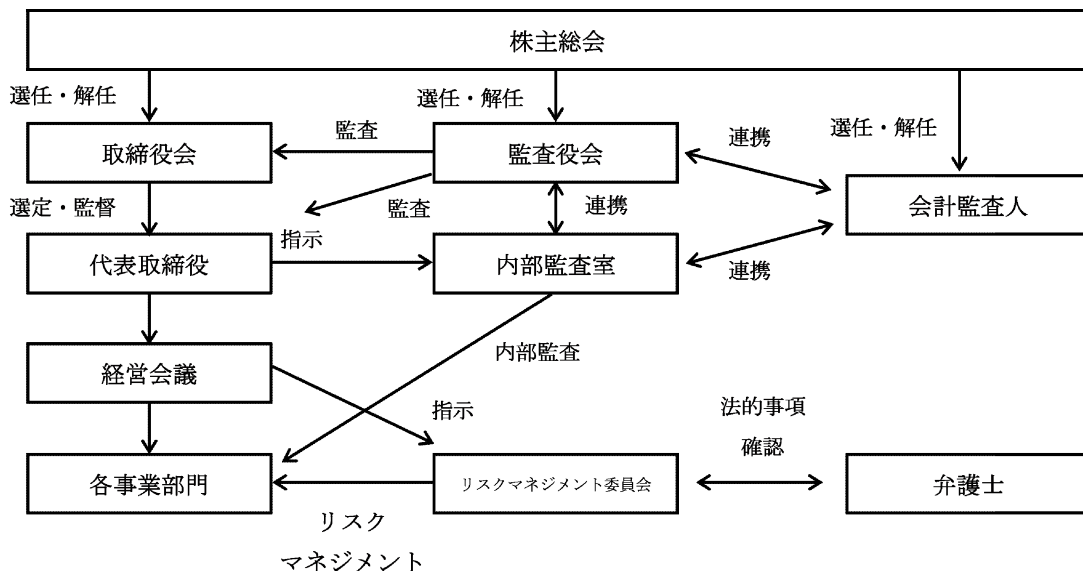 株主総会
選任・解任
選任・解任
選任・解任
取締役会
監査
監査役会
連携
会計監査人
選定・監督
監査
連携
指示
代表取締役
内部監査室
連携
経営会議
内部監査
指示
法的事項
確認
各事業部門
リスクマネジメント委員会
弁護士
リスク
マネジメント